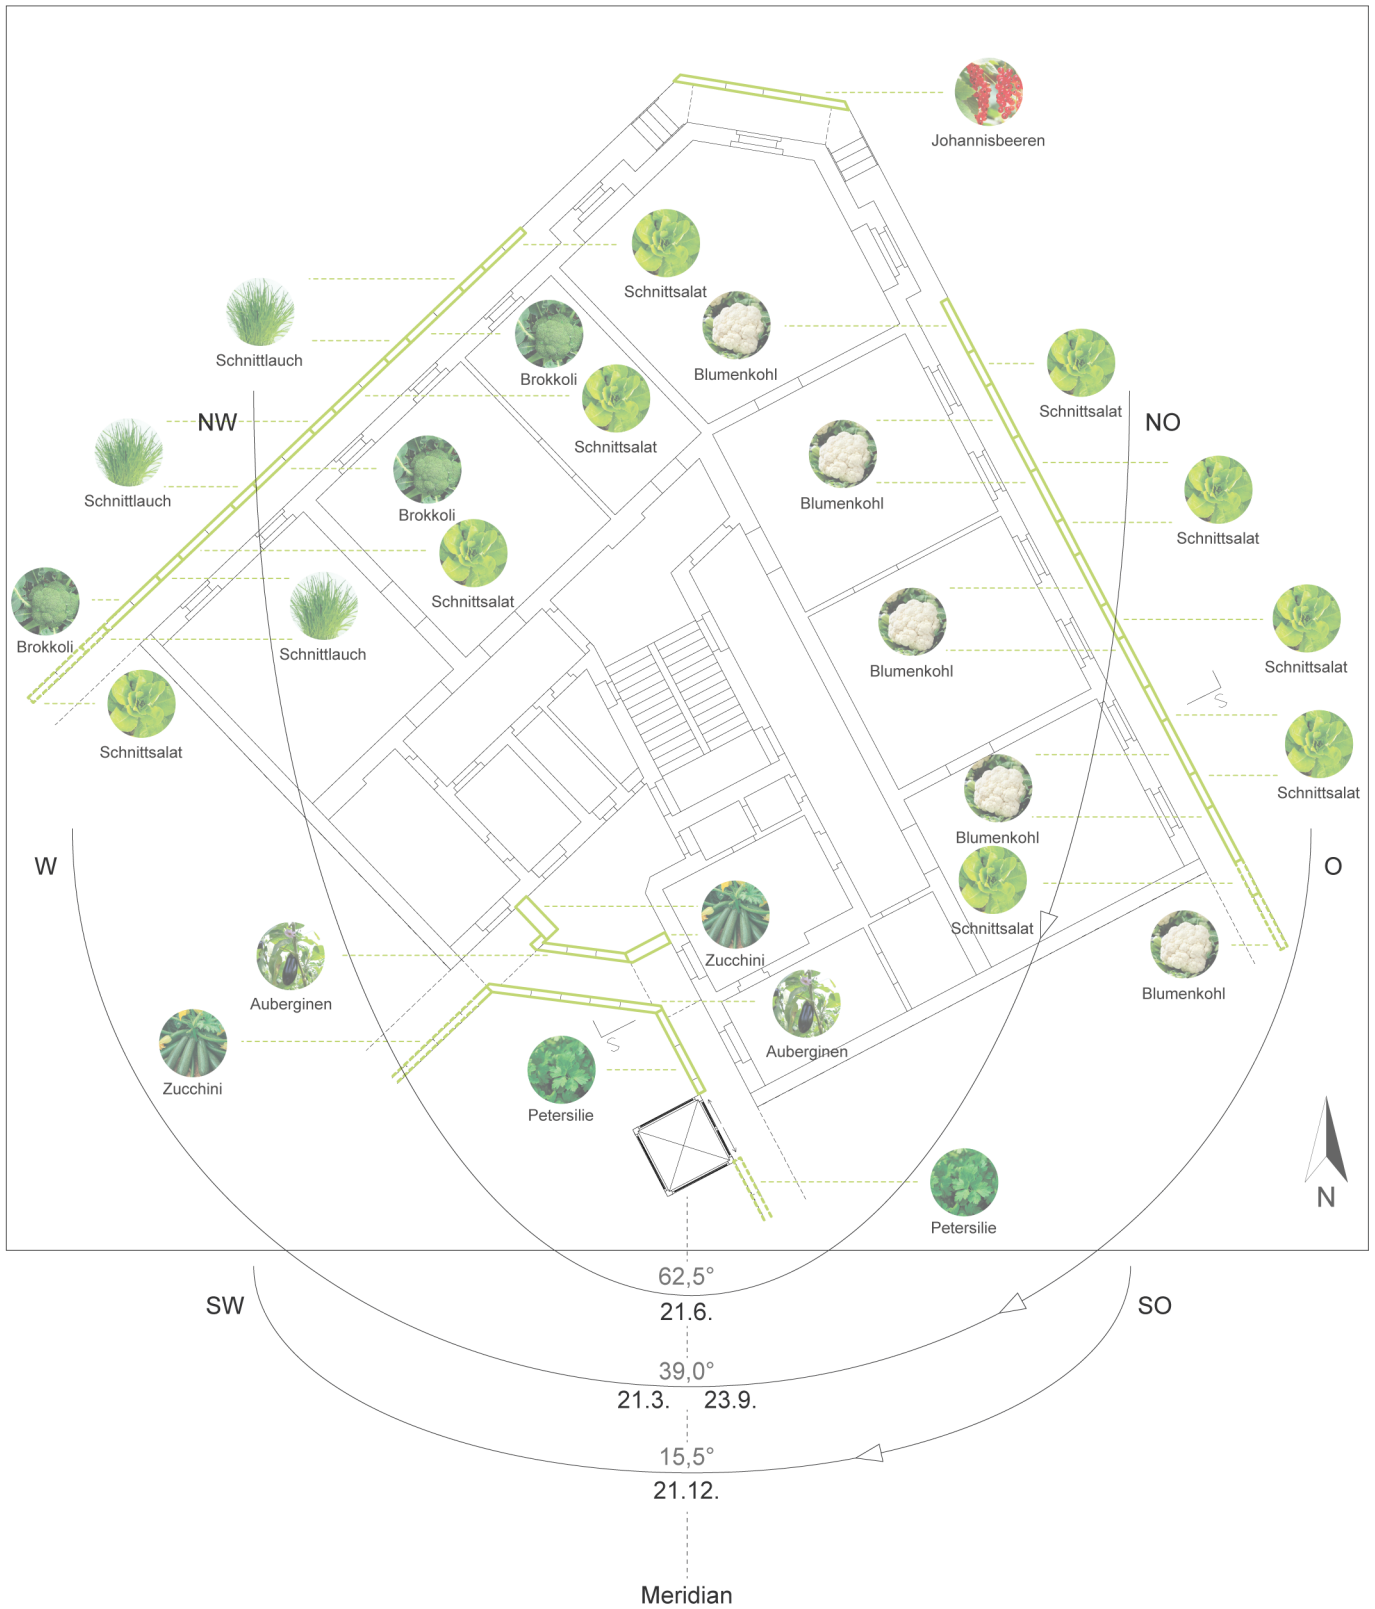 Johannisbeeren
Schnittsalat
Schnittlauch
Blumenkohl
Brokkoli
Schnittsalat
NW
NO
Schnittsalat
Schnittlauch
Blumenkohl
Brokkoli
Schnittsalat
Schnittsalat
Brokkoli
Schnittlauch
Blumenkohl
Schnittsalat
S
Schnittsalat
Schnittsalat
Blumenkohl
W
O
Schnittsalat
Zucchini
Auberginen
Blumenkohl
S
Auberginen
Zucchini
Petersilie
N
Petersilie
62,5°
SW
21.6.
SO
39,0°
21.3. 23.9.
15,5°
21.12.
Meridian